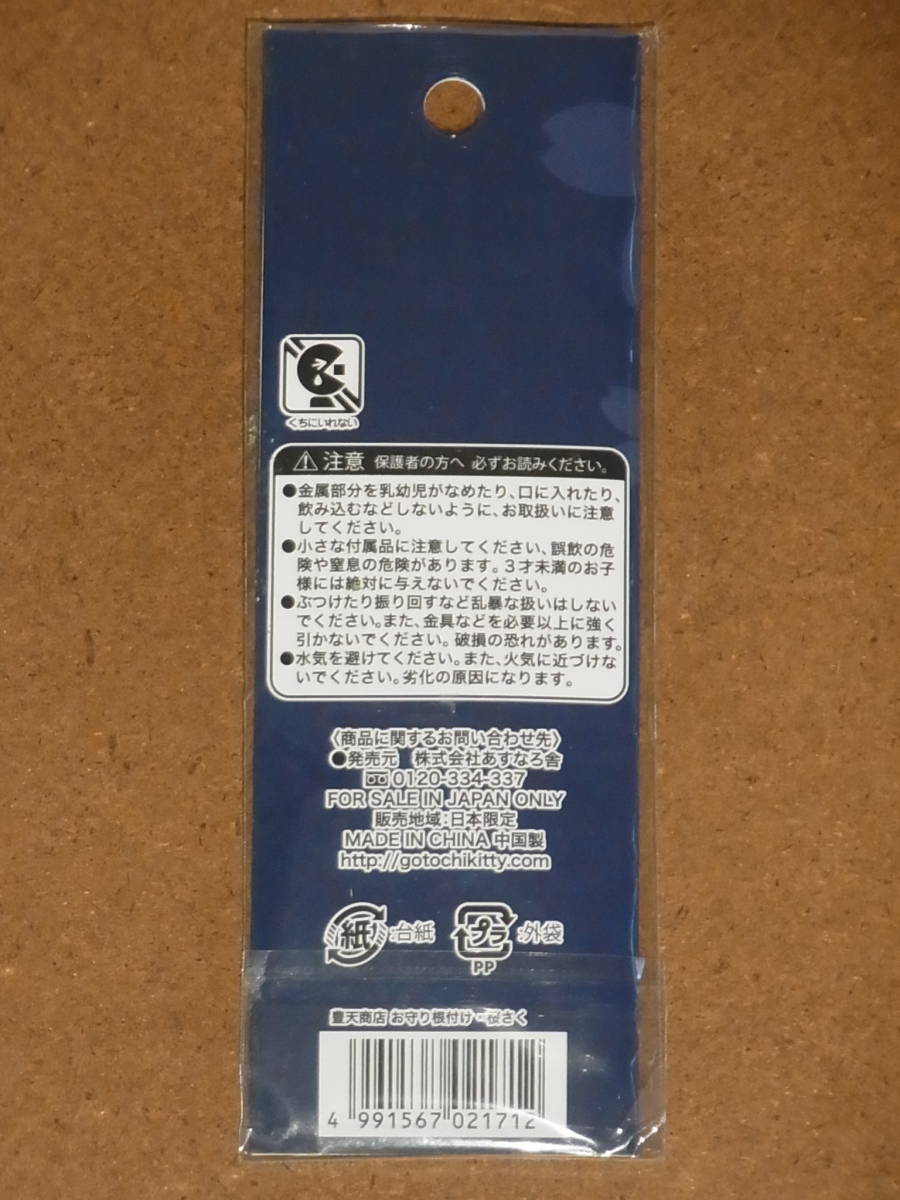 くちにいれない
注意 保護者の方へ 必ずお読みください。
●金属部分を乳幼児がなめたり、口に入れたり、
飲み込むなどしないように、お取扱いに注意
してください。
●小さな付属品に注意してください、誤飲の危
険や窒息の危険があります。3才未満のお子
様には絶対に与えないでください。
●ぶつけたり振り回すなど乱暴な扱いはしない
でください。また、金具などを必要以上に強く
引かないでください。破損の恐れがあります。
●水気を避けてください。また、火気に近づけな
いでください。劣化の原因になります。
〈商品に関するお問い合わせ先〉
●発売元 株式会社あすなろ舎
0120-334-337
FOR SALE IN JAPAN ONLY
販売地域:日本限定
MADE IN CHINA 中国製
http://gotochikitty.com
紙 :台紙 プラ :外袋
PP
豊天商店 お守り根付け・桜さく
4 991567 021712